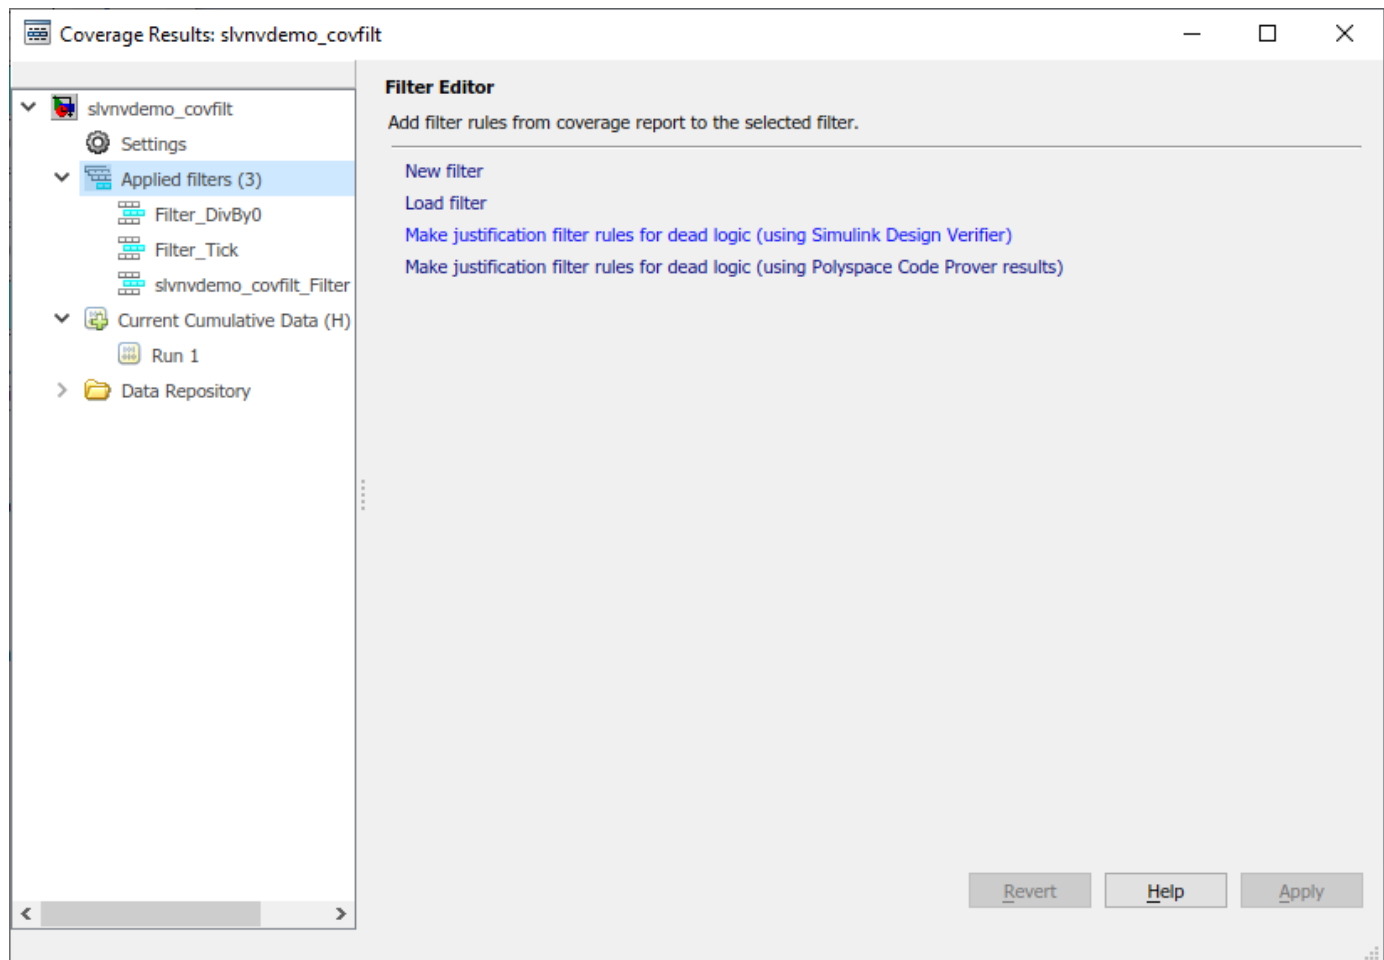 Coverage Results: slvnvdemo_covfilt
slvnvdemo_covfilt
Settings
Applied filters (3)
Filter_DivBy0
Filter_Tick
slvnvdemo_covfilt_Filter
Current Cumulative Data (H)
Run 1
Data Repository
Filter Editor
Add filter rules from coverage report to the selected filter.
New filter
Load filter
Make justification filter rules for dead logic (using Simulink Design Verifier)
Make justification filter rules for dead logic (using Polyspace Code Prover results)
Revert
Help
Apply